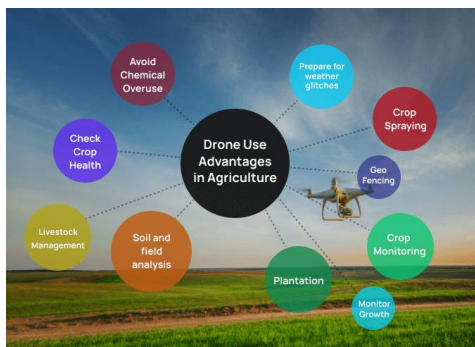 Avoid
Chemical
Overuse
Prepare for
weather
glitches
Crop
Spraying
Check
Crop
Health
Drone Use
Advantages
in Agriculture
Geo
Fencing
Livestock
Management
Soil and
field
analysis
Crop
Monitoring
Plantation
Monitor
Growth